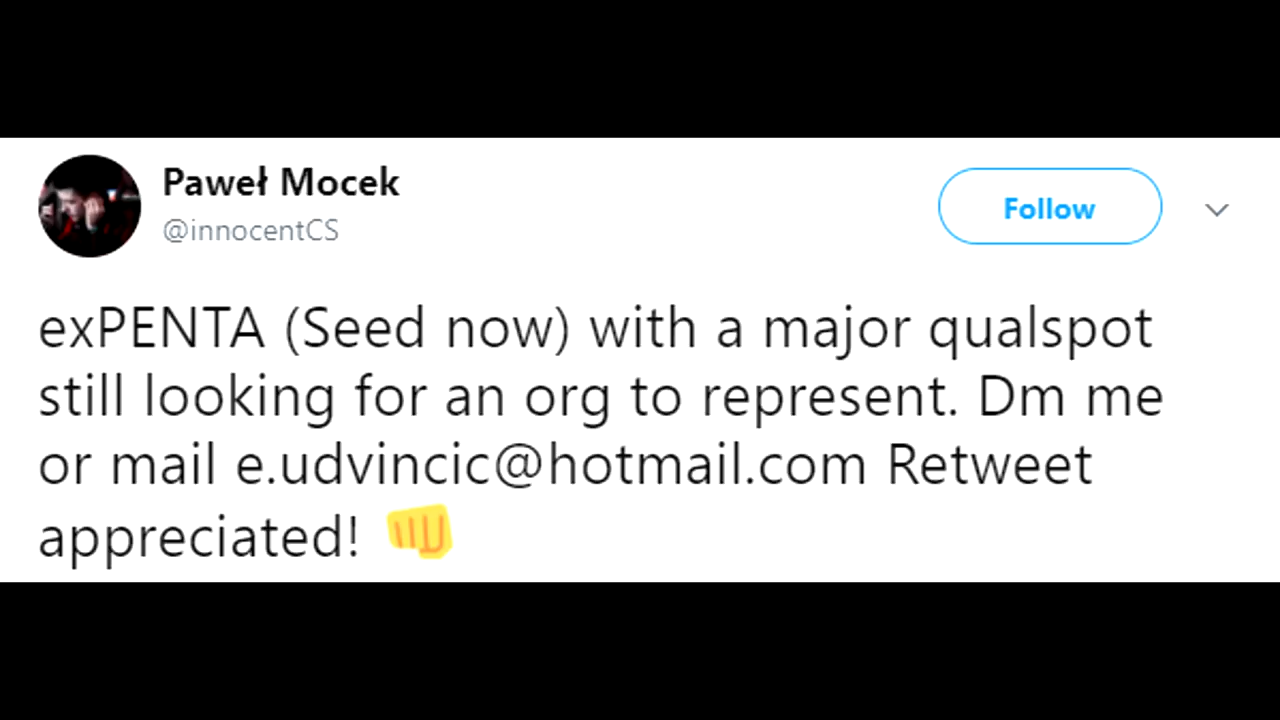 Paweł Mocek
@innocentCS
Follow
exPENTA (Seed now) with a major qualspot
still looking for an org to represent. Dm me
or mail e.udvincic@hotmail.com Retweet
appreciated! 👊